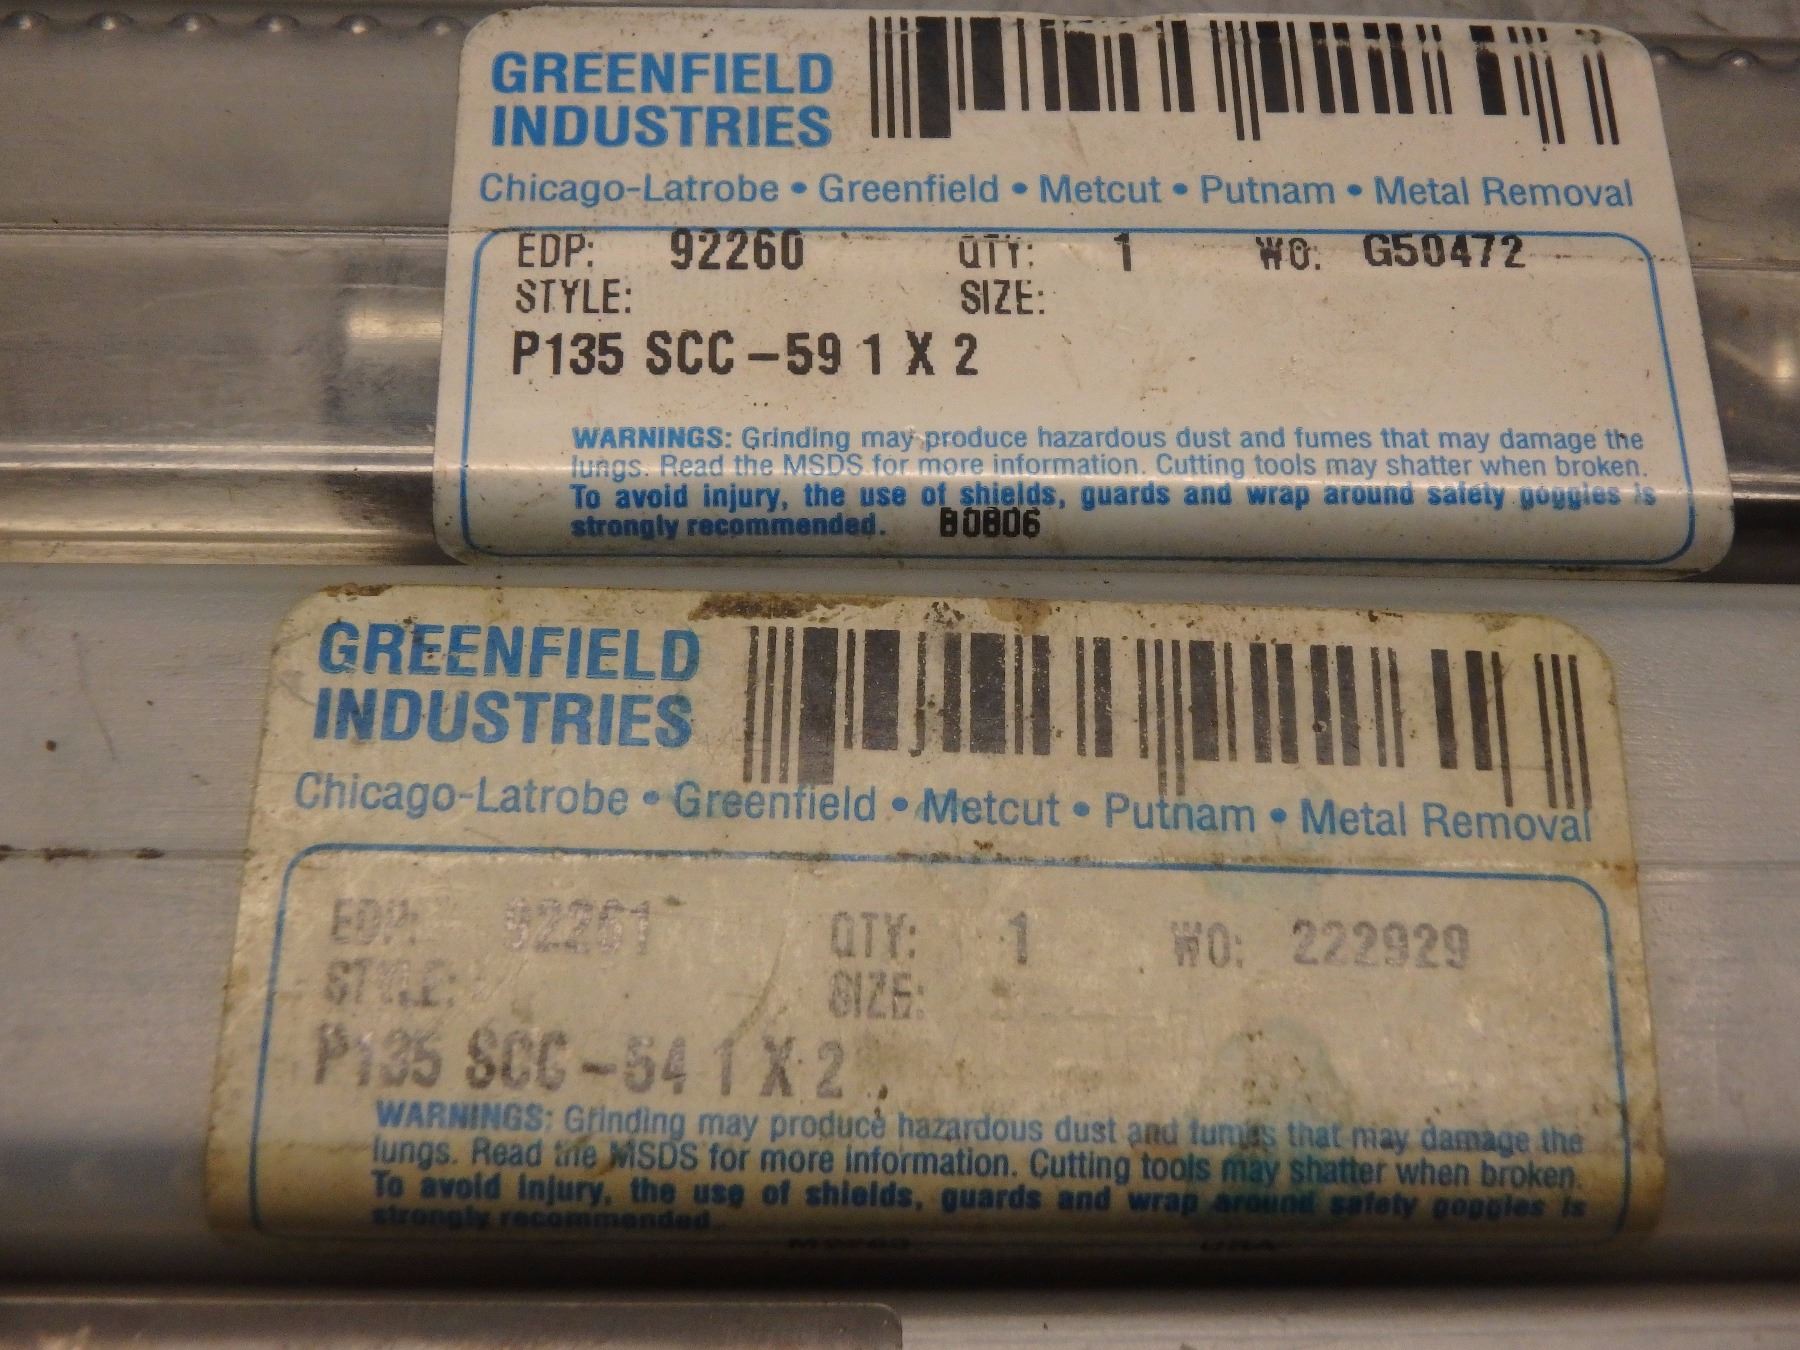 GREENFIELD
INDUSTRIES
Chicago-Latrobe • Greenfield • Metcut • Putnam • Metal Removal
EDP: 92260 QTY: 1 WO: G50472
STYLE: SIZE:
P135 SCC -59 1 X 2
WARNINGS: Grinding may produce hazardous dust and fumes that may damage the
lungs. Read the MSDS for more information. Cutting tools may shatter when broken.
To avoid injury, the use of shields, guards and wrap around safety goggles is
strongly recommended. B0806
GREENFIELD
INDUSTRIES
Chicago-Latrobe • Greenfield • Metcut • Putnam • Metal Removal
EDP: 92261 QTY: 1 WO: 222929
STYLE: SIZE:
P135 SCC -54 1 X 2
WARNINGS: Grinding may produce hazardous dust and fumes that may damage the
lungs. Read the MSDS for more information. Cutting tools may shatter when broken.
To avoid injury, the use of shields, guards and wrap around safety goggles is
strongly recommended